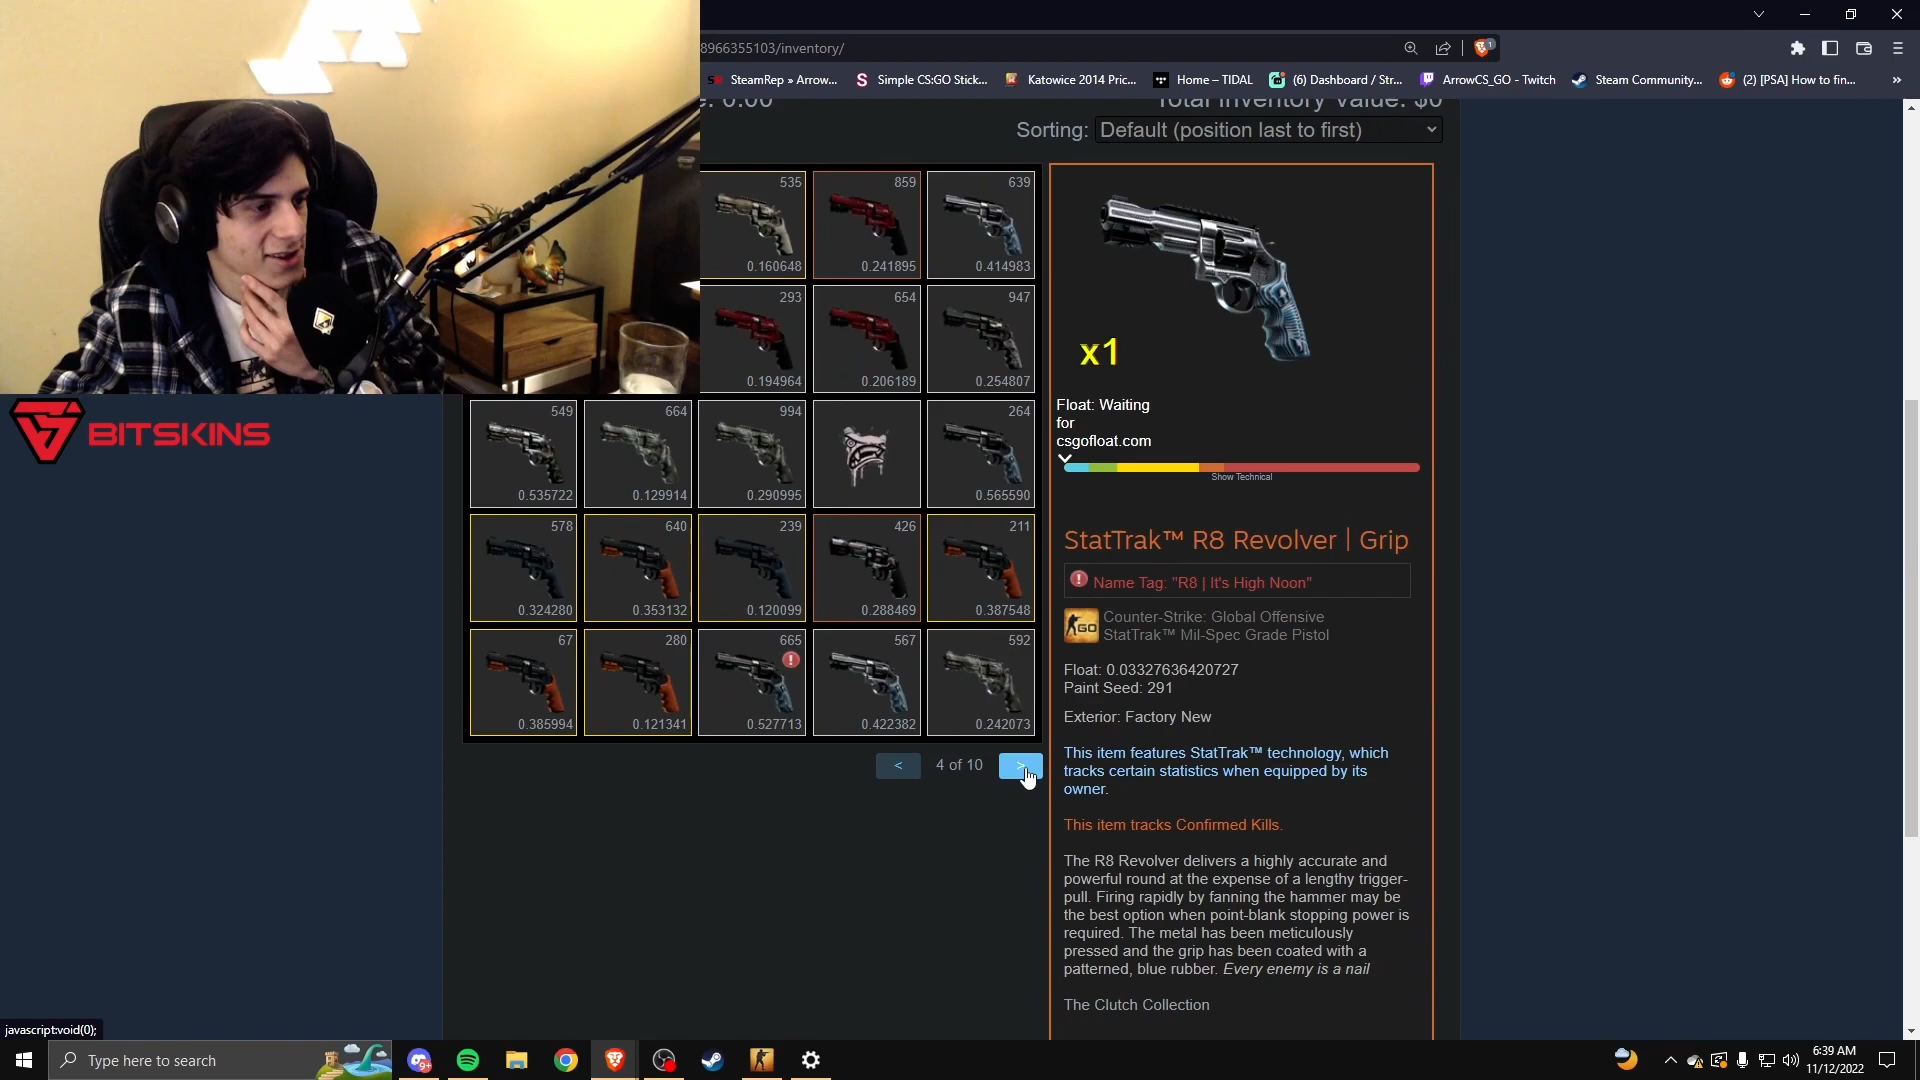 8966355103/inventory/
1
SteamRep » Arrow...
Simple CS:GO Stick...
Katowice 2014 Pric...
Home – TIDAL
(6) Dashboard / Str...
ArrowCS_GO - Twitch
Steam Community...
(2) [PSA] How to fin...
»
e: 0.00
Total Inventory Value: $0
Sorting: Default (position last to first)
535
859
639
0.160648
0.241895
0.414983
293
654
947
0.194964
0.206189
0.254807
549
664
994
264
0.535722
0.129914
0.290995
0.565590
578
640
239
426
211
0.324280
0.353132
0.120099
0.288469
0.387548
67
280
665
567
592
0.385994
0.121341
0.527713
0.422382
0.242073
<
4 of 10
>
BITSKINS
x1
Float: Waiting
for
csgofloat.com
Show Technical
StatTrak™ R8 Revolver | Grip
Name Tag: "R8 | It's High Noon"
GO
Counter-Strike: Global Offensive
StatTrak™ Mil-Spec Grade Pistol
Float: 0.03327636420727
Paint Seed: 291
Exterior: Factory New
This item features StatTrak™ technology, which
tracks certain statistics when equipped by its
owner.
This item tracks Confirmed Kills.
The R8 Revolver delivers a highly accurate and
powerful round at the expense of a lengthy trigger-
pull. Firing rapidly by fanning the hammer may be
the best option when point-blank stopping power is
required. The metal has been meticulously
pressed and the grip has been coated with a
patterned, blue rubber. Every enemy is a nail
The Clutch Collection
javascript:void(0);
Type here to search
9+
6:39 AM
11/12/2022